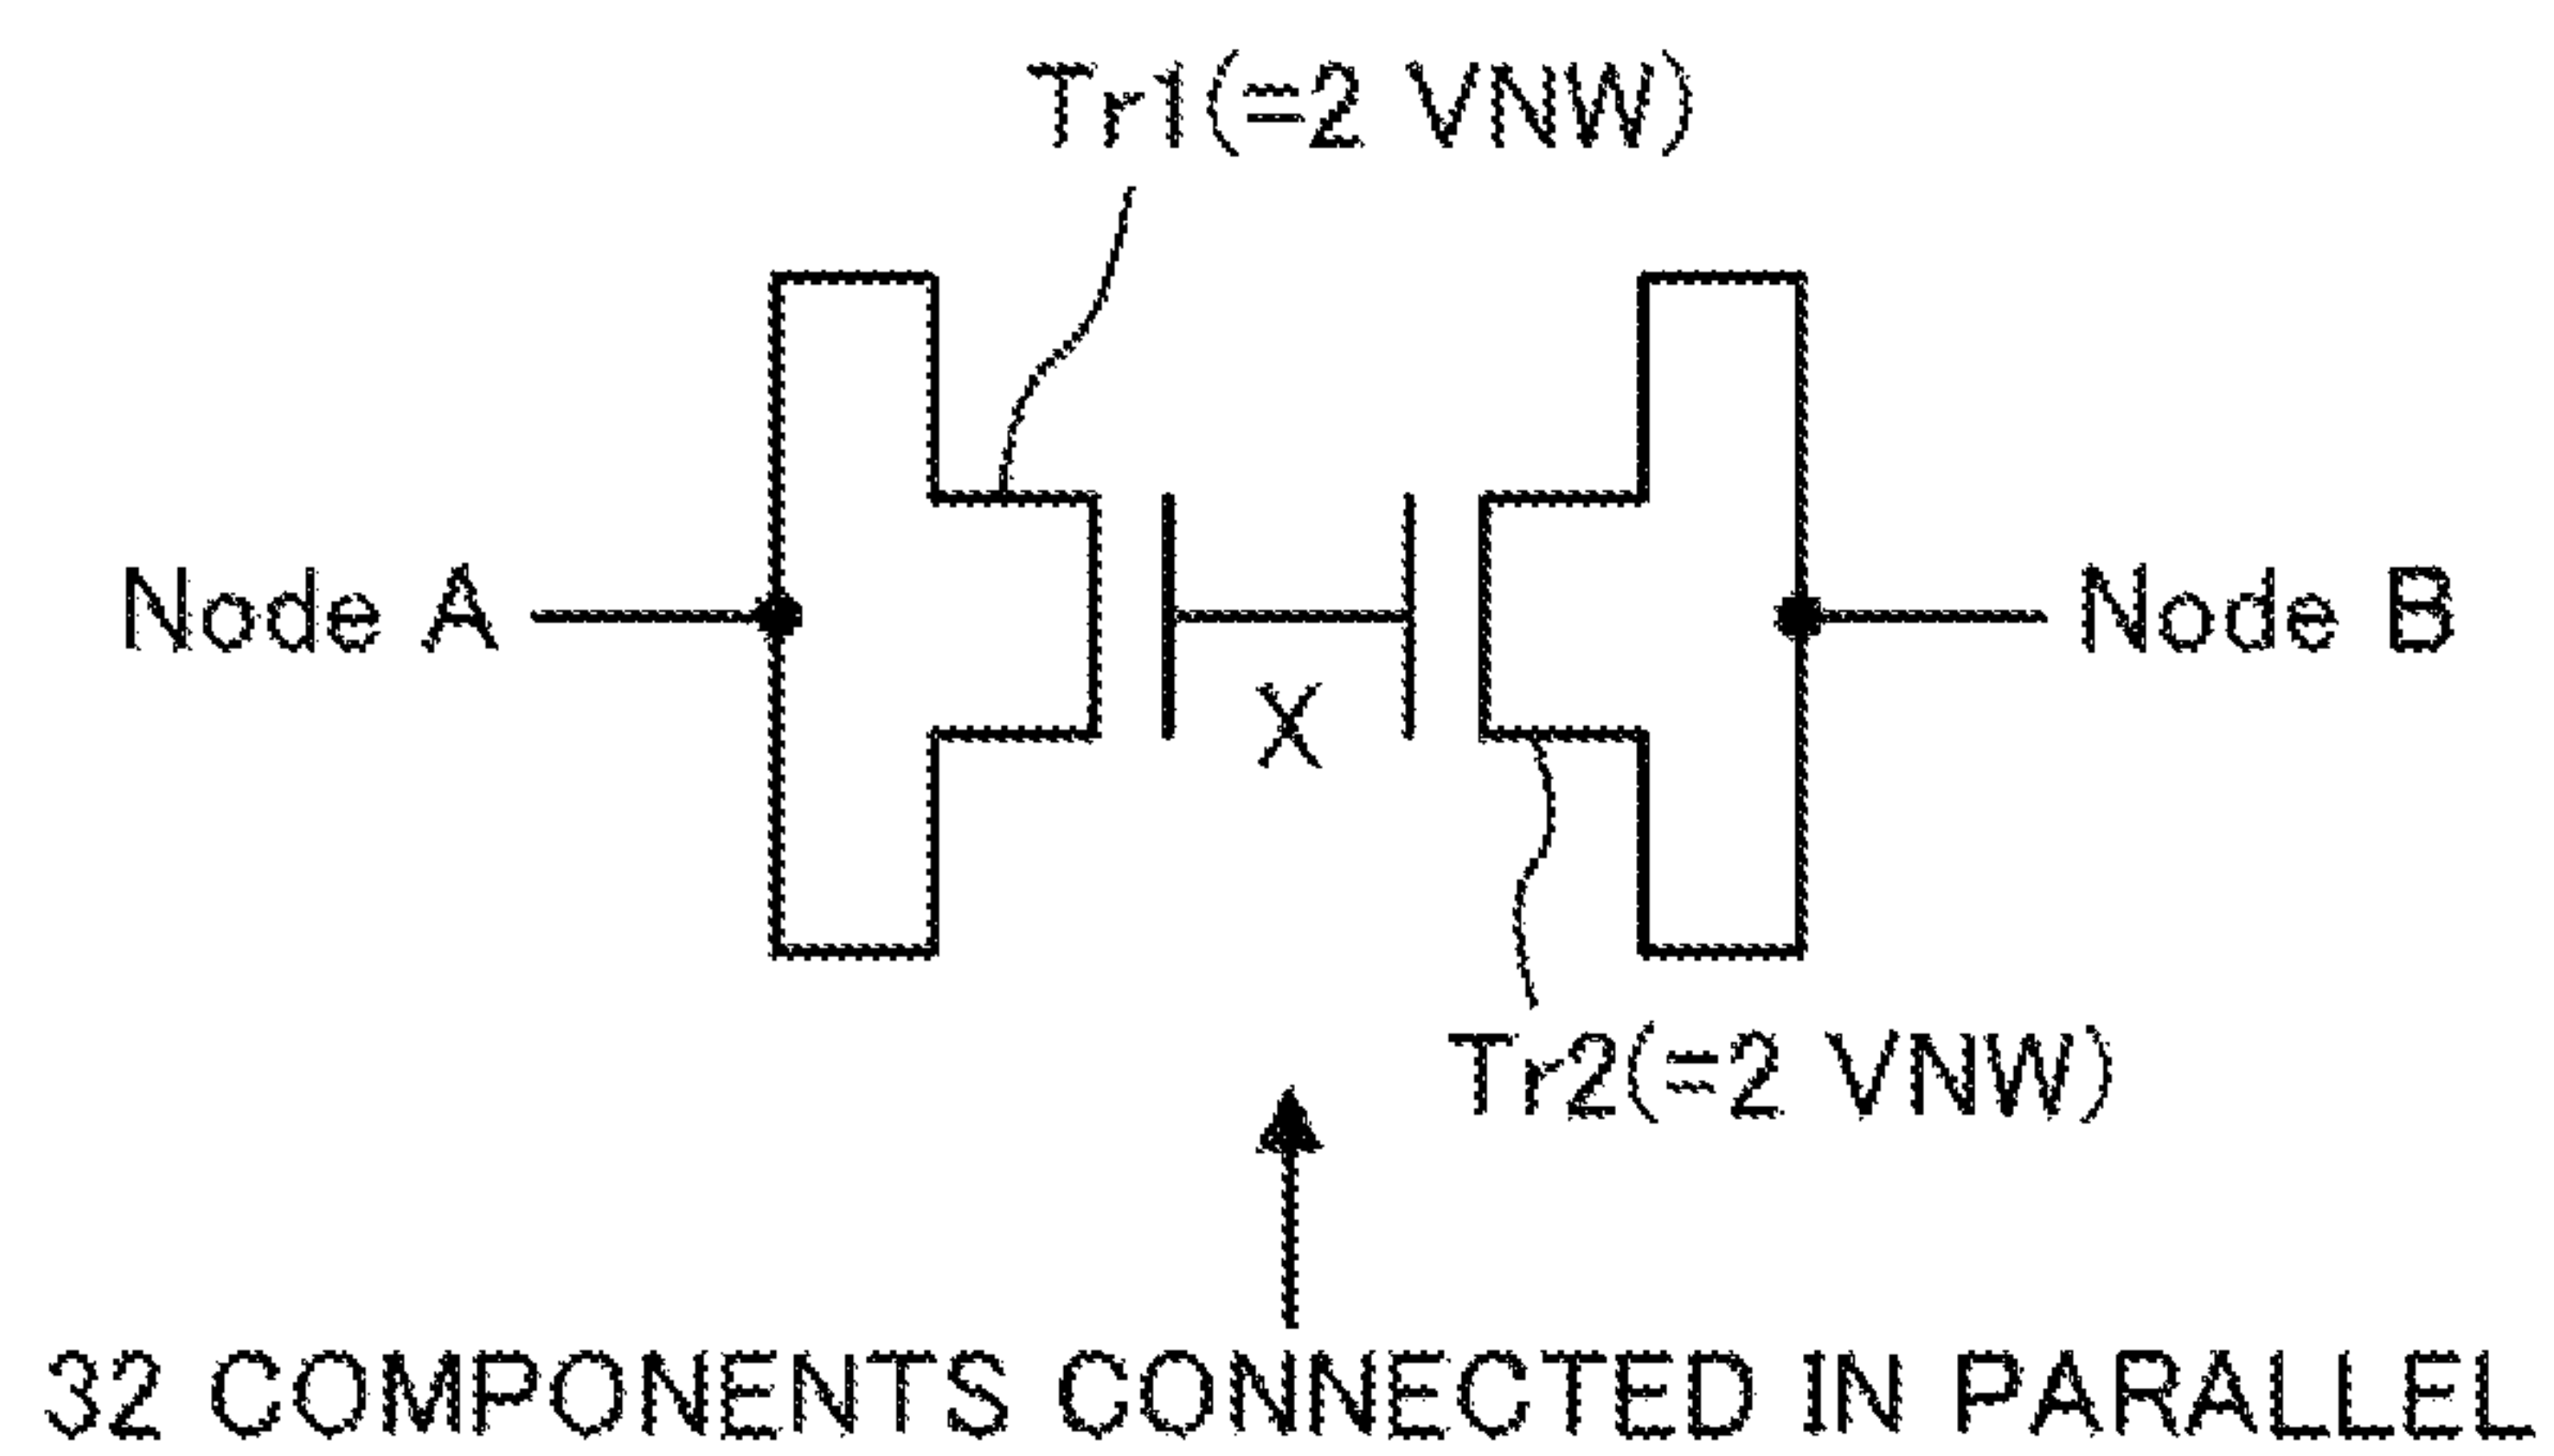 Tr1(=2 VNW)
Node A
Node B
X
Tr2(=2 VNW)
32 COMPONENTS CONNECTED IN PARALLEL